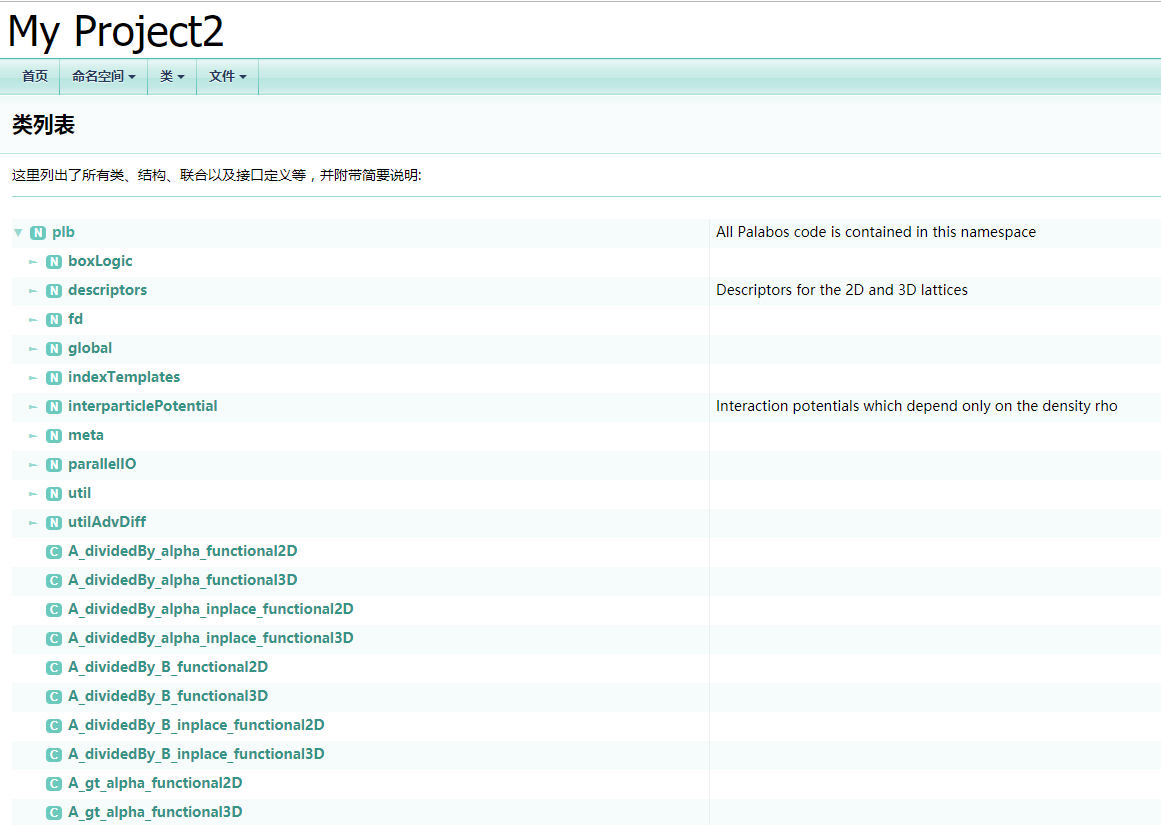 My Project2
首页 命名空间 类 文件
类列表
这里列出了所有类、结构、联合以及接口定义等，并附带简要说明:
N plb All Palabos code is contained in this namespace
N boxLogic
N descriptors Descriptors for the 2D and 3D lattices
N fd
N global
N indexTemplates
N interparticlePotential Interaction potentials which depend only on the density rho
N meta
N parallelIO
N util
N utilAdvDiff
C A_dividedBy_alpha_functional2D
C A_dividedBy_alpha_functional3D
C A_dividedBy_alpha_inplace_functional2D
C A_dividedBy_alpha_inplace_functional3D
C A_dividedBy_B_functional2D
C A_dividedBy_B_functional3D
C A_dividedBy_B_inplace_functional2D
C A_dividedBy_B_inplace_functional3D
C A_gt_alpha_functional2D
C A_gt_alpha_functional3D